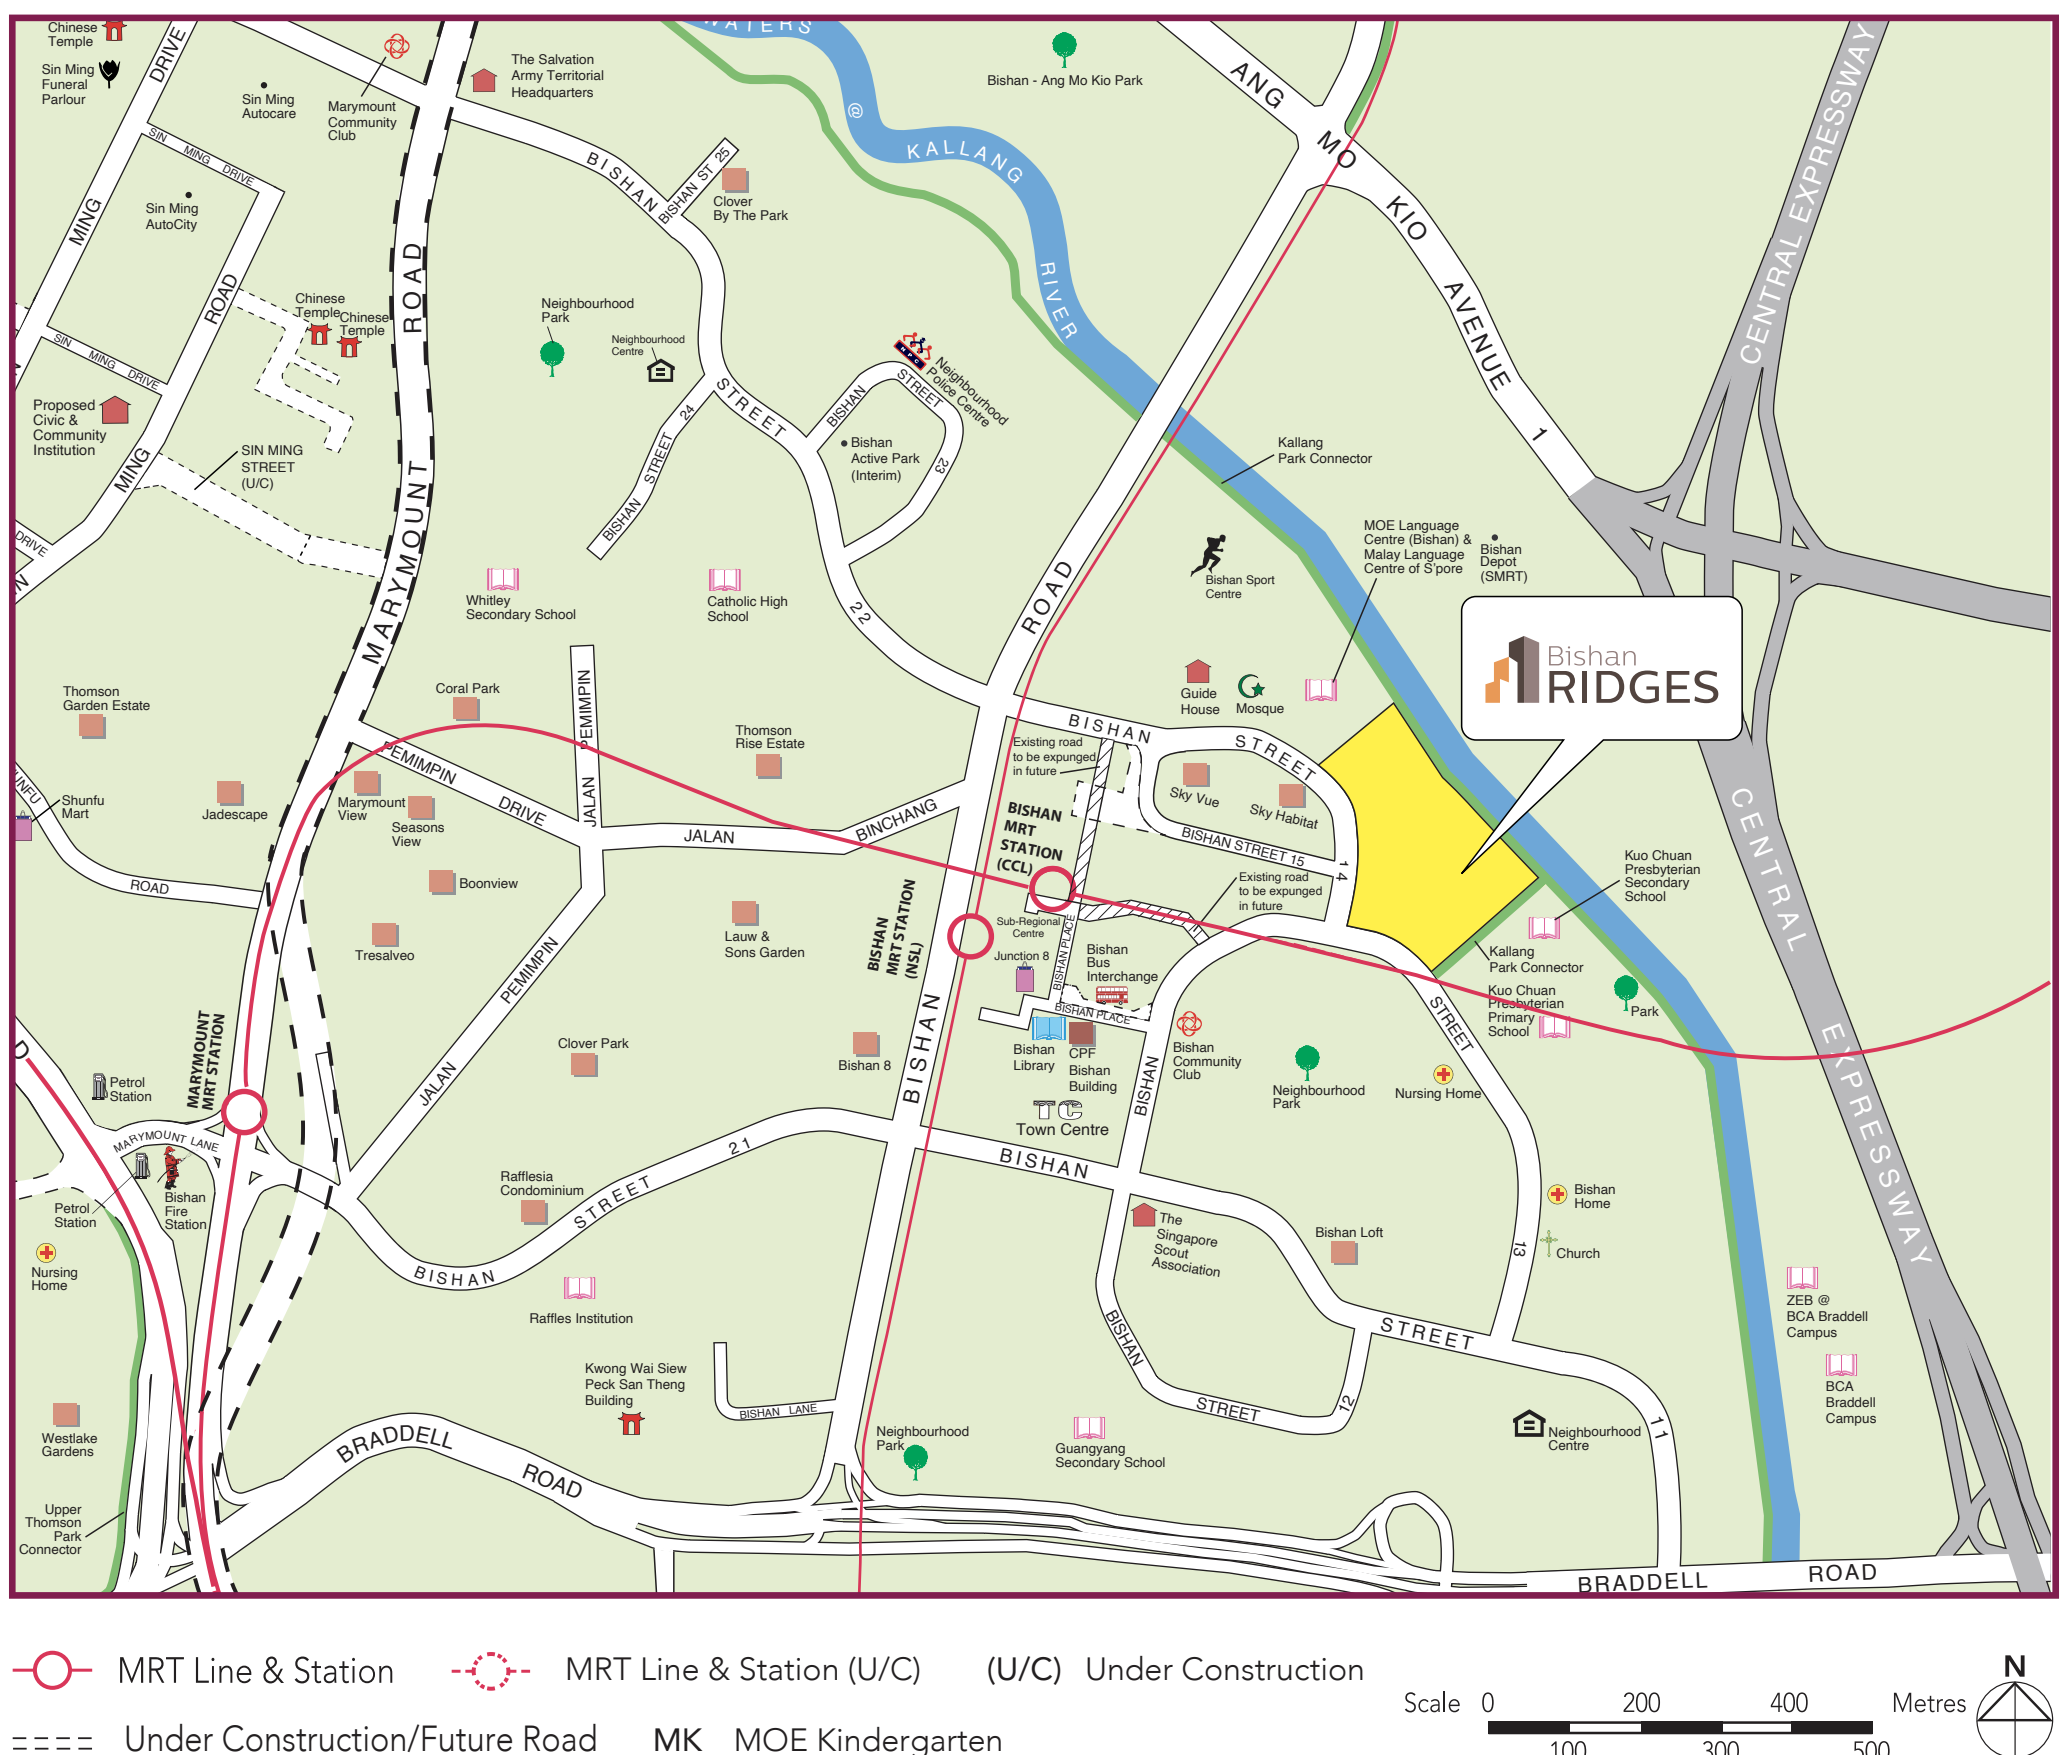 WATERS
@
KALLANG
RIVER
Chinese
Temple
Sin Ming
Funeral
Parlour
DRIVE
MING
Sin Ming
Autocare
Marymount
Community
Club
The Salvation
Army Territorial
Headquarters
Bishan - Ang Mo Kio Park
ANG
MO
KIO
AVENUE
1
CENTRAL EXPRESSWAY
SIN MING DRIVE
Sin Ming
AutoCity
ROAD
MING
ROAD
MARYMOUNT
BISHAN
STREET
22
BISHAN ST 25
Clover
By The Park
Chinese
Temple
Chinese
Temple
SIN MING DRIVE
Proposed
Civic &
Community
Institution
SIN MING
STREET
(U/C)
DRIVE
Neighbourhood
Park
Neighbourhood
Centre
NPC
Neighbourhood
Police Centre
BISHAN
STREET
23
Bishan
Active Park
(Interim)
BISHAN
STREET
24
Kallang
Park Connector
MOE Language
Centre (Bishan) &
Malay Language
Centre of S'pore
Bishan
Depot
(SMRT)
Bishan Sport
Centre
Whitley
Secondary School
Catholic High
School
ROAD
Bishan
RIDGES
Guide
House
Mosque
Thomson
Garden Estate
Coral Park
JALAN PEMIMPIN
Thomson
Rise Estate
BISHAN
STREET
14
Existing road
to be expunged
in future
Sky Vue
Sky Habitat
BISHAN STREET 15
PEMIMPIN
DRIVE
Shunfu
Mart
Jadescape
Marymount
View
Seasons
View
JALAN
BINCHANG
BISHAN
MRT
STATION
(CCL)
Boonview
ROAD
Tresalveo
Lauw &
Sons Garden
BISHAN
MRT STATION
(NSL)
Sub-Regional
Centre
Junction 8
BISHAN PLACE
Bishan
Bus
Interchange
BISHAN PLACE
Existing road
to be expunged
in future
Kuo Chuan
Presbyterian
Secondary
School
Kallang
Park Connector
Kuo Chuan
Presbyterian
Primary
School
Park
CENTRAL
EXPRESSWAY
JALAN
PEMIMPIN
MARYMOUNT
MRT STATION
Clover Park
Bishan 8
BISHAN
Bishan
Library
CPF
Bishan
Building
TC
Town Centre
BISHAN
Bishan
Community
Club
Neighbourhood
Park
Nursing Home
STREET
13
Petrol
Station
MARYMOUNT LANE
Petrol
Station
Bishan
Fire
Station
Nursing
Home
Rafflesia
Condominium
BISHAN
STREET
21
BISHAN
STREET
11
The
Singapore
Scout
Association
Bishan Loft
Bishan
Home
Church
Raffles Institution
Kwong Wai Siew
Peck San Theng
Building
BISHAN LANE
BISHAN
STREET
12
ZEB @
BCA Braddell
Campus
BCA
Braddell
Campus
Westlake
Gardens
Upper
Thomson
Park
Connector
BRADDELL
ROAD
Neighbourhood
Park
Guangyang
Secondary School
Neighbourhood
Centre
BRADDELL
ROAD
MRT Line & Station
MRT Line & Station (U/C)
(U/C) Under Construction
Under Construction/Future Road
MK MOE Kindergarten
Scale 0 200 400 Metres
100 300 500
N